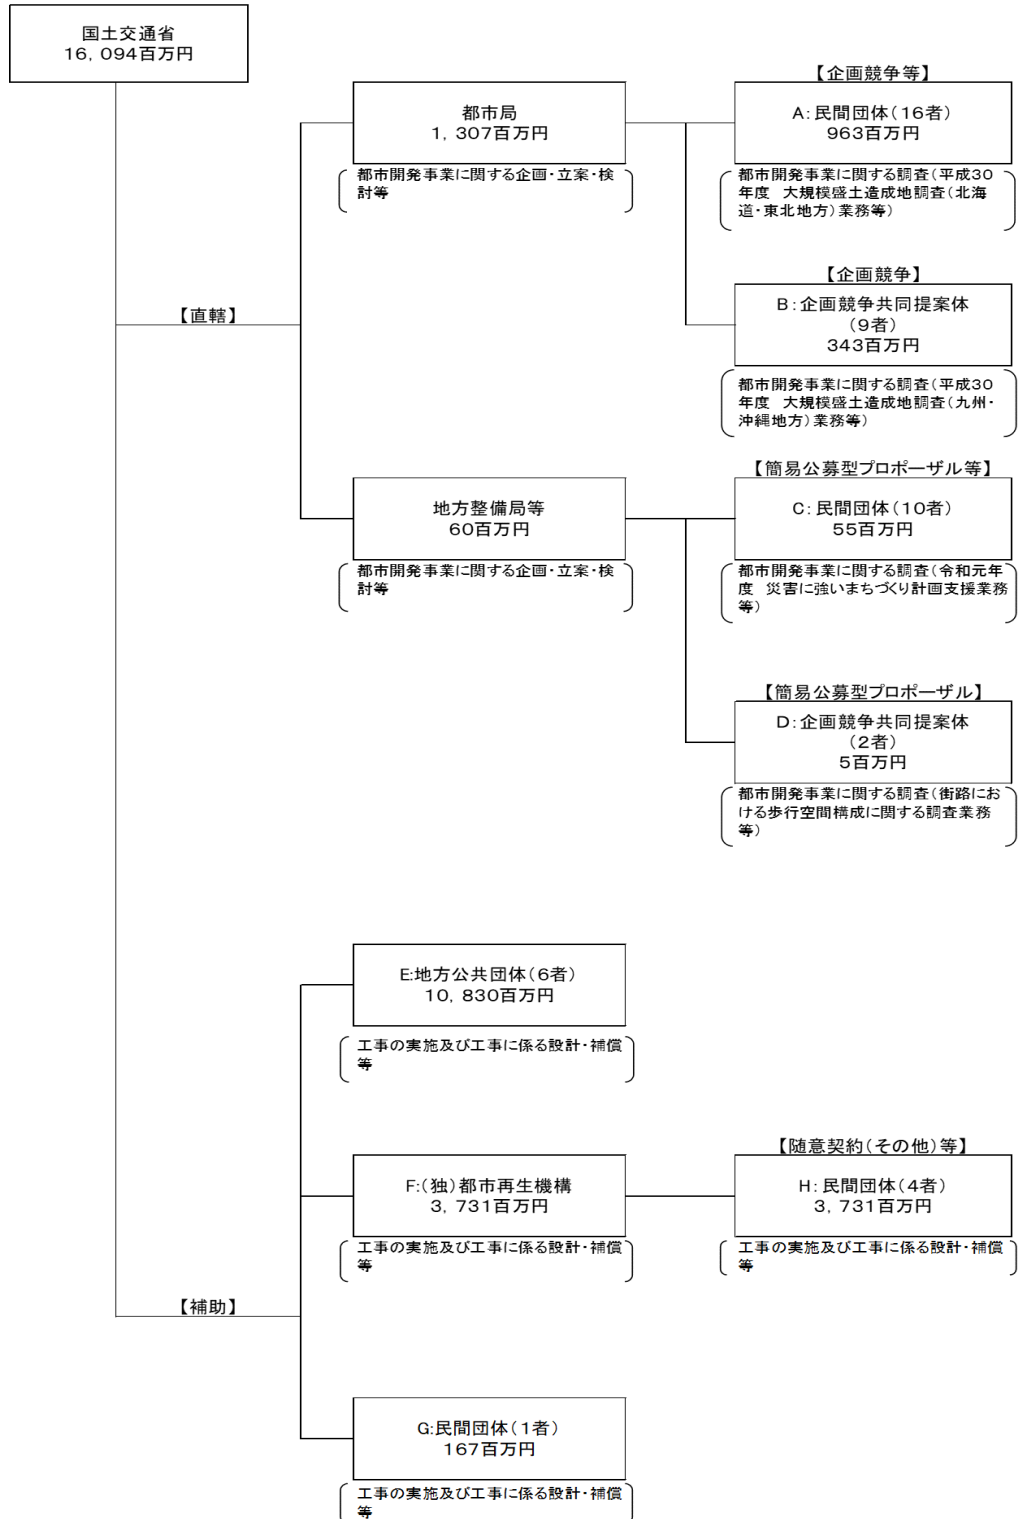 国土交通省
16，094百万円
【直轄】
都市局
1，307百万円
都市開発事業に関する企画・立案・検
討等
【企画競争等】
A：民間団体（16者）
963百万円
都市開発事業に関する調査（平成30
年度　大規模盛土造成地調査（北海
道・東北地方）業務等）
【企画競争】
B：企画競争共同提案体
（9者）
343百万円
都市開発事業に関する調査（平成30
年度　大規模盛土造成地調査（九州・
沖縄地方）業務等）
地方整備局等
60百万円
都市開発事業に関する企画・立案・検
討等
【簡易公募型プロポーザル等】
C：民間団体（10者）
55百万円
都市開発事業に関する調査（令和元年
度　災害に強いまちづくり計画支援業務
等）
【簡易公募型プロポーザル】
D：企画競争共同提案体
（2者）
5百万円
都市開発事業に関する調査（街路にお
ける歩行空間構成に関する調査業務
等）
【補助】
E:地方公共団体（6者）
10，830百万円
工事の実施及び工事に係る設計・補償
等
F:（独）都市再生機構
3，731百万円
工事の実施及び工事に係る設計・補償
等
【随意契約（その他）等】
H：民間団体（4者）
3，731百万円
工事の実施及び工事に係る設計・補償
等
G:民間団体（1者）
167百万円
工事の実施及び工事に係る設計・補償
等